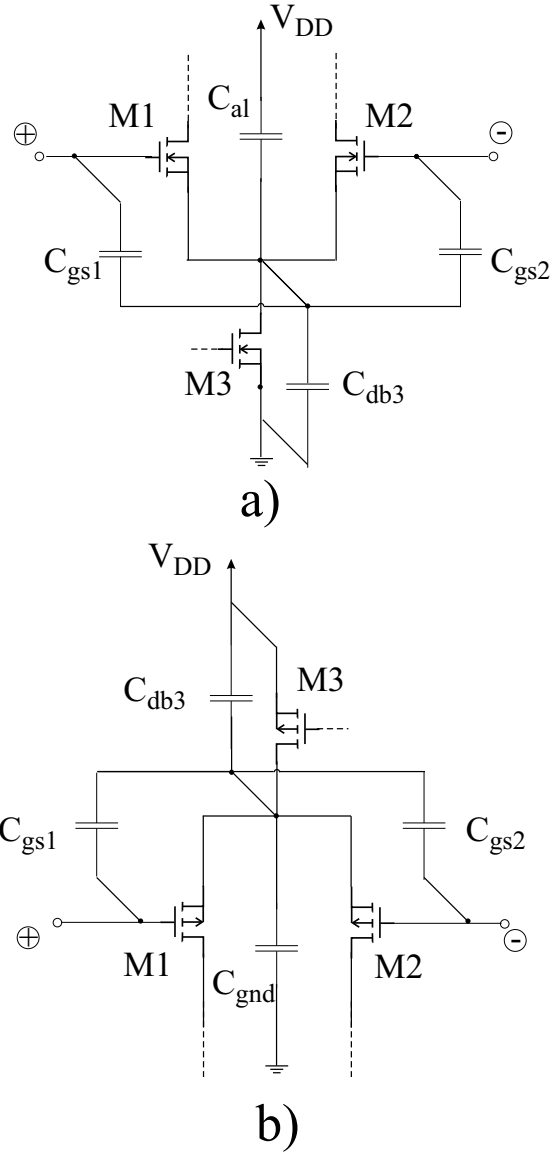 V_DD
C_al
M1
M2
⊕
⊖
C_gs1
C_gs2
M3
C_db3
a)
V_DD
M3
C_db3
C_gs1
C_gs2
⊕
⊖
M1
M2
C_gnd
b)